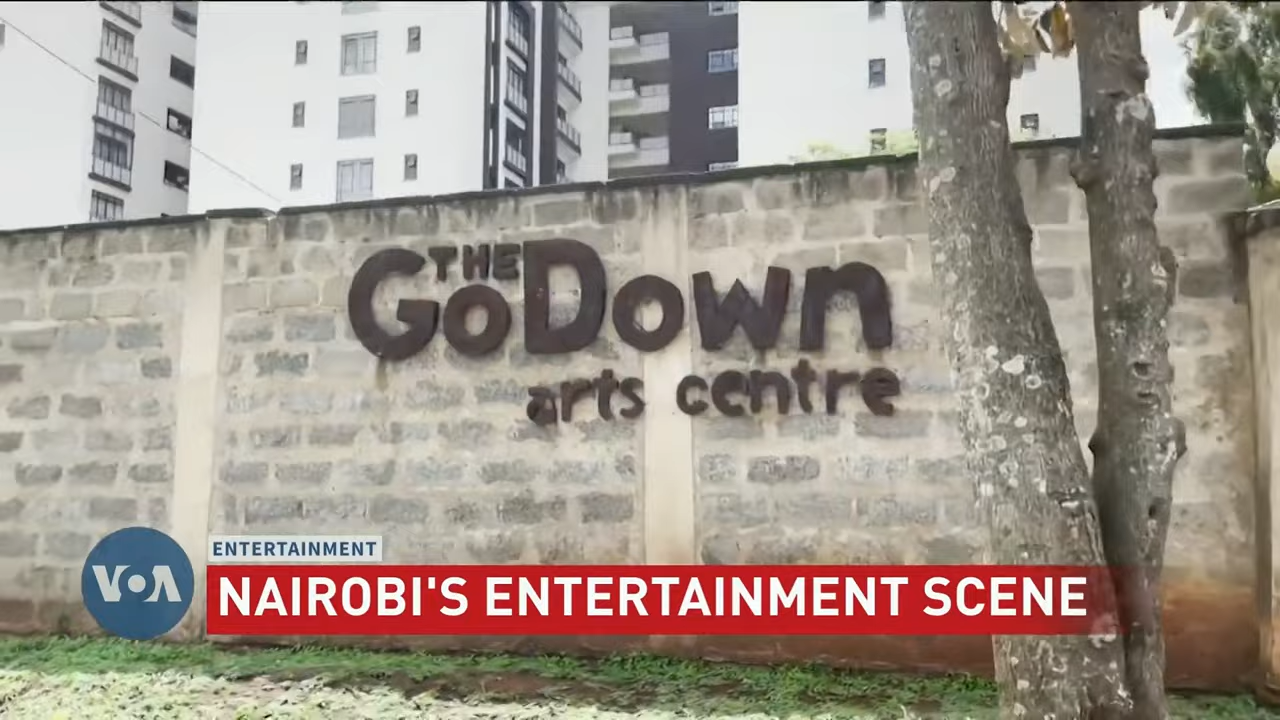 THE
GoDown
arts centre
ENTERTAINMENT
VOA
NAIROBI'S ENTERTAINMENT SCENE